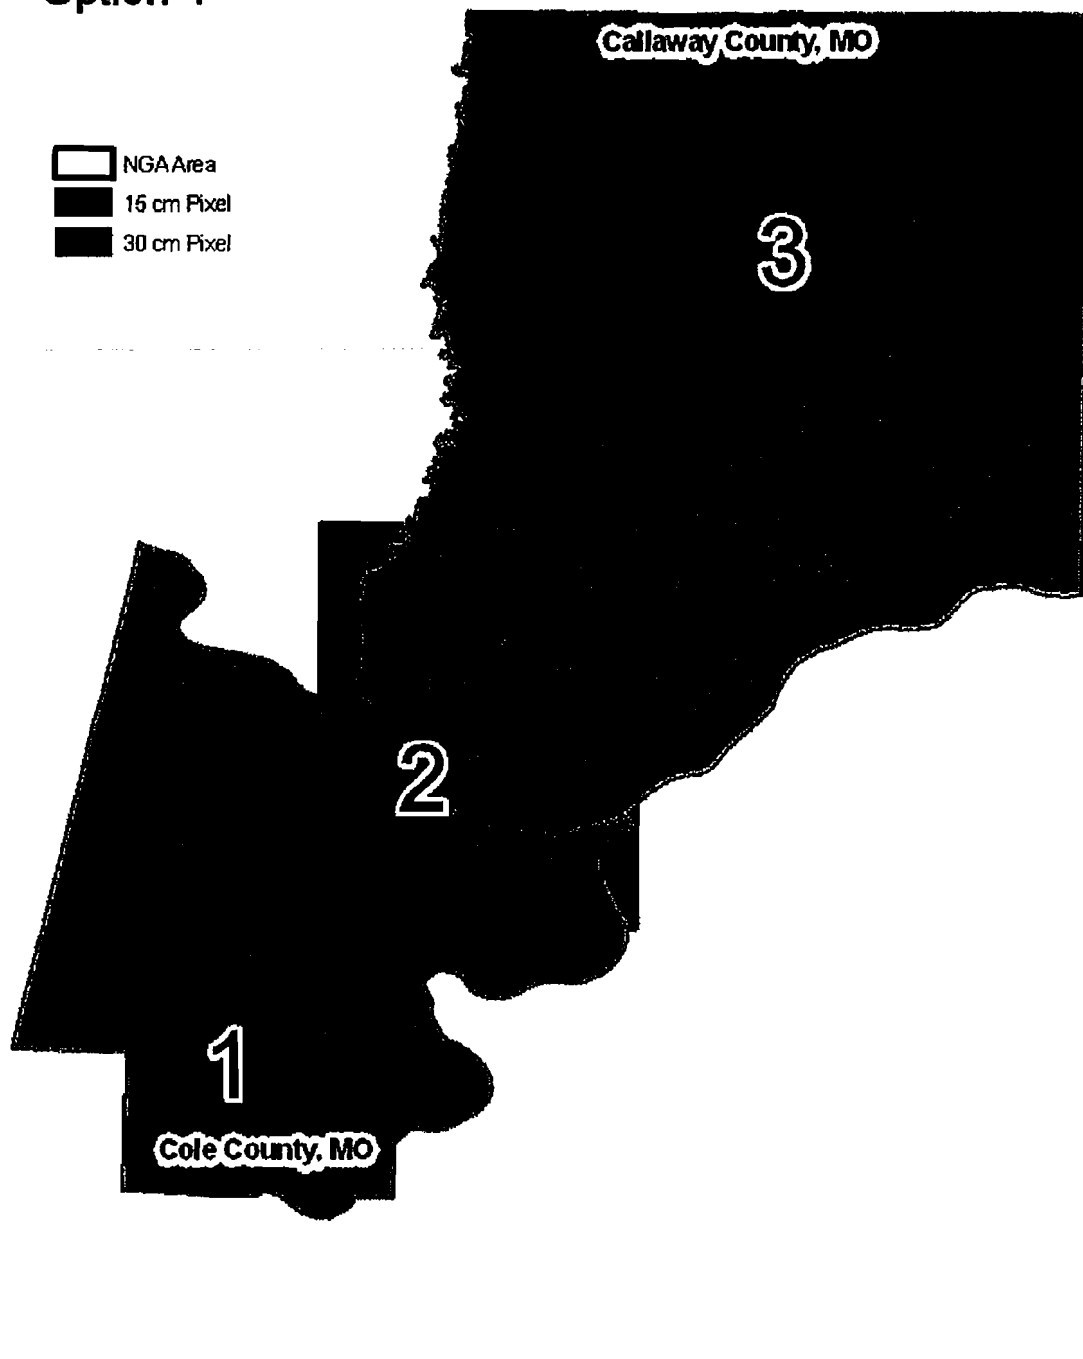 Callaway County, MO
NGA Area
15 cm Pixel
30 cm Pixel
3
2
1
Cole County, MO